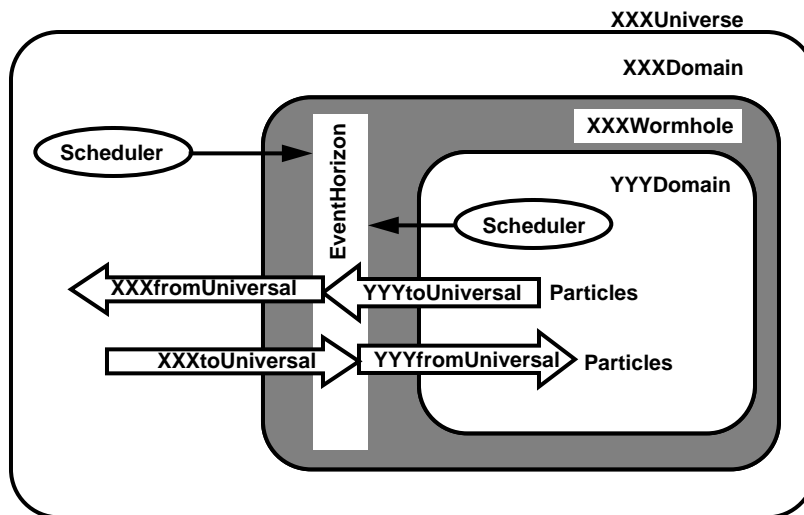 XXXUniverse
XXXDomain
XXXWormhole
Scheduler
EventHorizon
YYYDomain
Scheduler
XXXfromUniversal
YYYtoUniversal
Particles
XXXtoUniversal
YYYfromUniversal
Particles